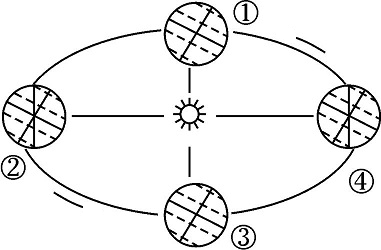 ①
②
④
③